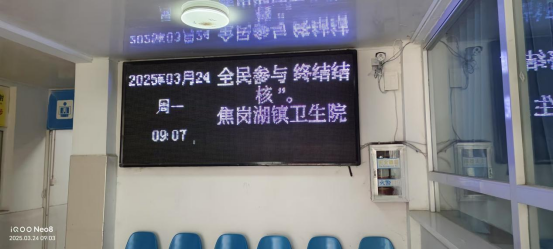 2025年03月24
周一
09:07
全民参与 终结结
核”。
焦岗湖镇卫生院
iQOO Neo8
2025.03.24 09:03